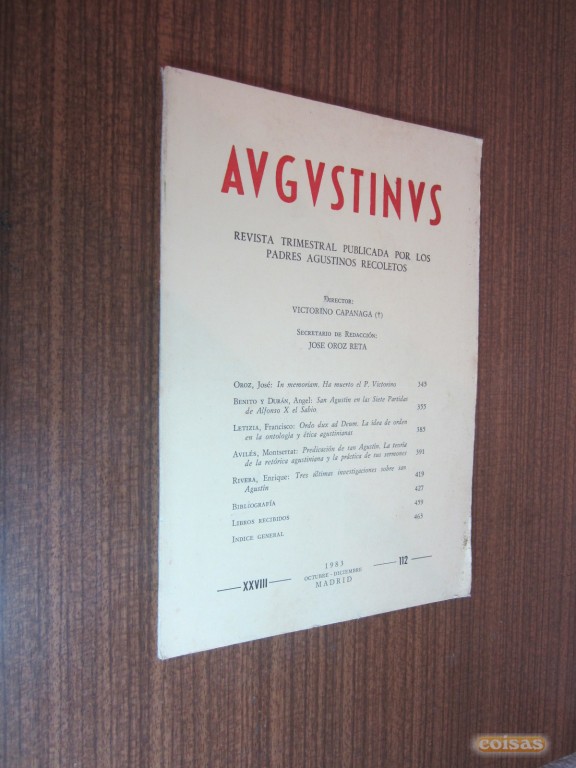 AVGVSTINVS
REVISTA TRIMESTRAL PUBLICADA POR LOS
PADRES AGUSTINOS RECOLETOS
DIRECTOR:
VICTORINO CAPANAGA (†)
SECRETARIO DE REDACCIÓN:
JOSE OROZ RETA
OROZ, José: In memoriam. Ha muerto el P. Victorino 345
BENITO Y DURÁN, Angel: San Agustín en las Siete Partidas
de Alfonso X el Sabio 355
LETIZIA, Francisco: Ordo dux ad Deum. La idea de orden
en la ontología y ética agustinianas 385
AVILÉS, Montserrat: Predicación de san Agustín. La teoría
de la retórica agustiniana y la práctica de sus sermones 391
RIVERA, Enrique: Tres últimas investigaciones sobre san
Agustín 419
BIBLIOGRAFÍA 427
LIBROS RECIBIDOS 459
INDICE GENERAL 463
XXVIII 1983 112
OCTUBRE-DICIEMBRE
MADRID
coisas